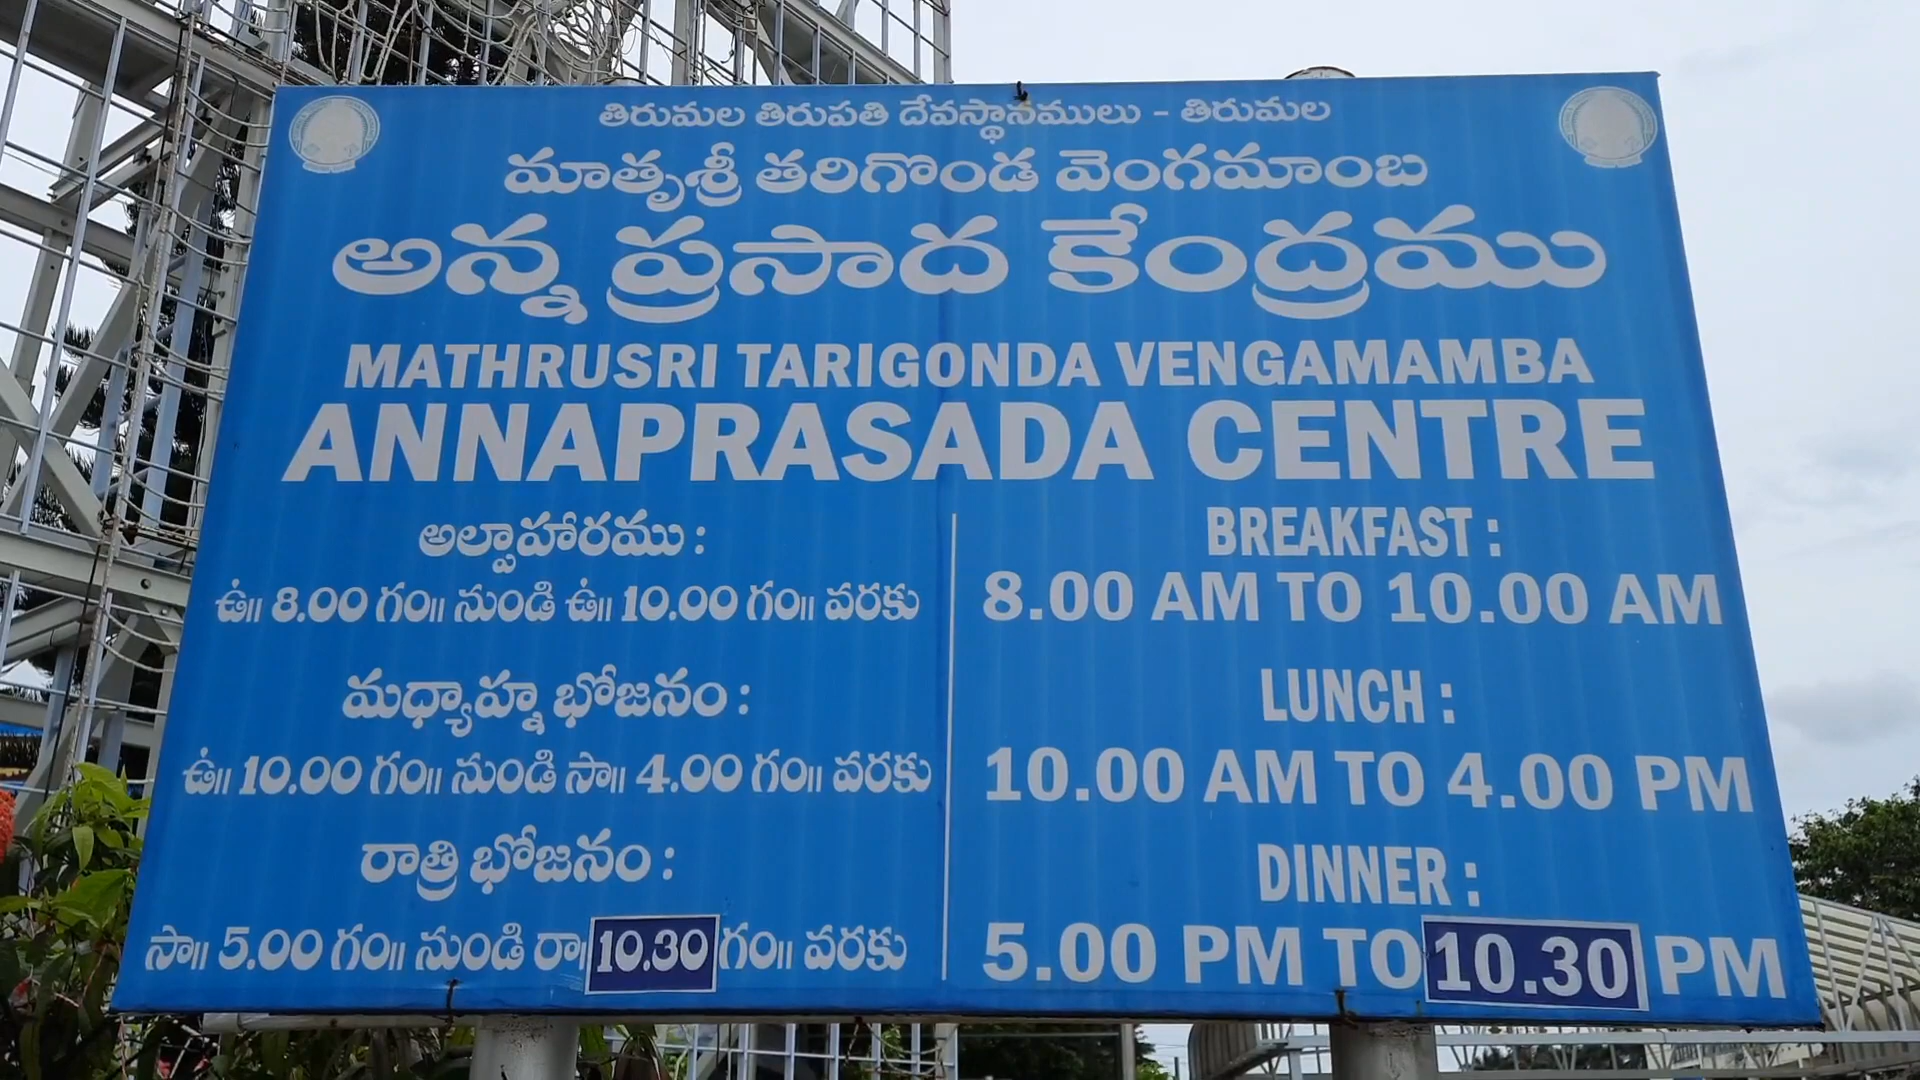 తిరుమల తిరుపతి దేవస్థానములు - తిరుమల
మాతృశ్రీ తరిగొండ వెంగమాంబ
అన్న ప్రసాద కేంద్రము
MATHRUSRI TARIGONDA VENGAMAMBA
ANNAPRASADA CENTRE
అల్పాహారము :
ఉ॥ 8.00 గం॥ నుండి ఉ॥ 10.00 గం॥ వరకు
మధ్యాహ్న భోజనం :
ఉ॥ 10.00 గం॥ నుండి సా॥ 4.00 గం॥ వరకు
రాత్రి భోజనం :
సా॥ 5.00 గం॥ నుండి రా| 10.30 గం॥ వరకు
BREAKFAST :
8.00 AM TO 10.00 AM
LUNCH :
10.00 AM TO 4.00 PM
DINNER :
5.00 PM TO 10.30 PM